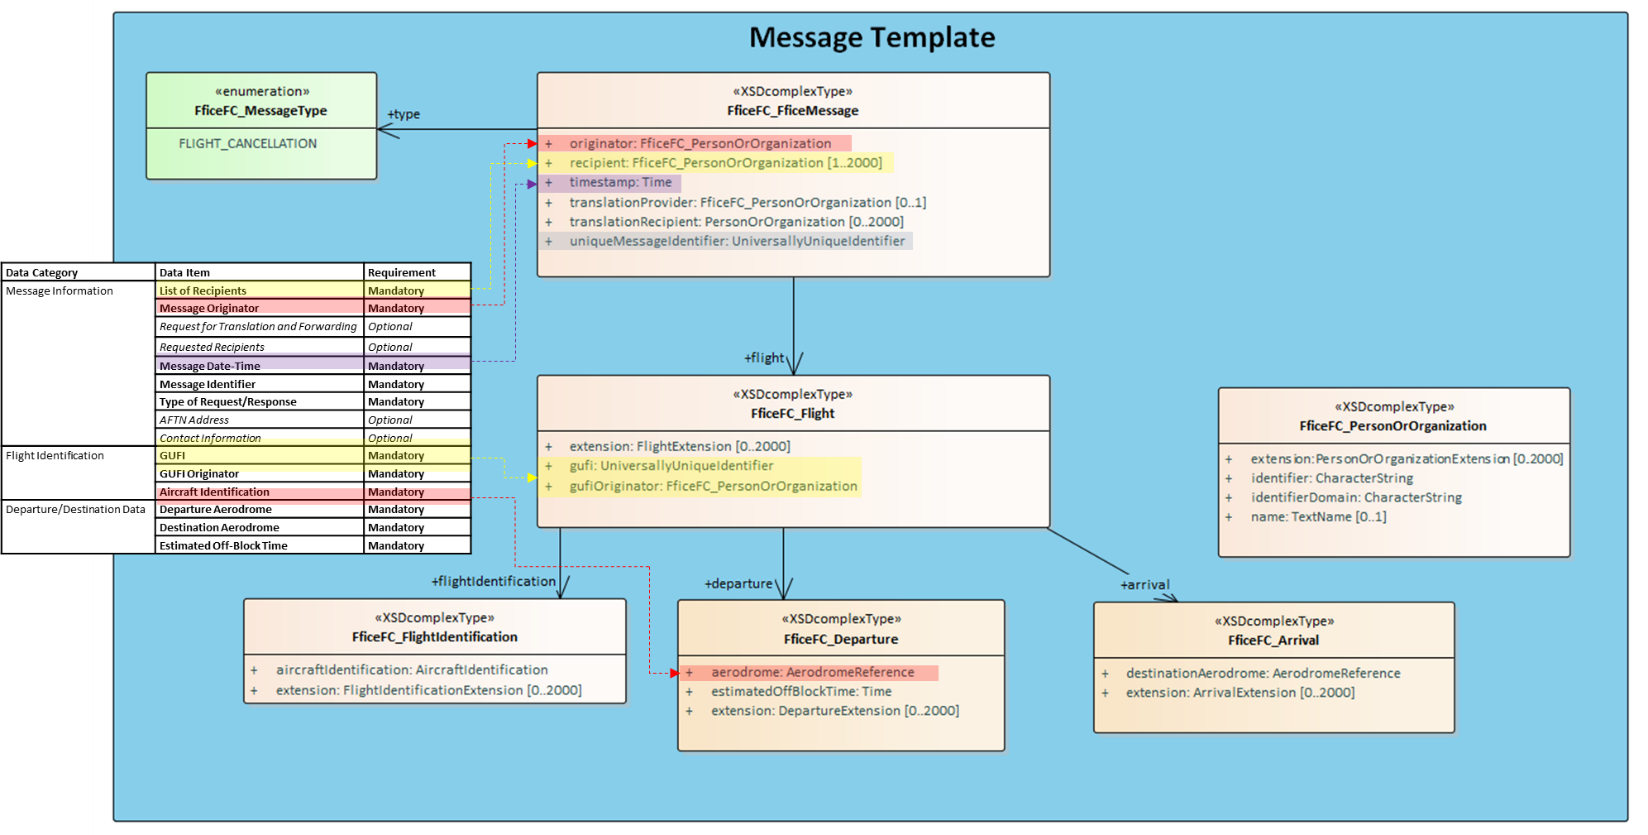 Message Template
«enumeration»
FficeFC_MessageType
FLIGHT_CANCELLATION
+type
«XSDcomplexType»
FficeFC_FficeMessage
+ originator: FficeFC_PersonOrOrganization
+ recipient: FficeFC_PersonOrOrganization [1..2000]
+ timestamp: Time
+ translationProvider: FficeFC_PersonOrOrganization [0..1]
+ translationRecipient: PersonOrOrganization [0..2000]
+ uniqueMessageIdentifier: UniversallyUniqueIdentifier
Data Category Data Item Requirement
Message Information List of Recipients Mandatory
Message Originator Mandatory
Request for Translation and Forwarding Optional
Requested Recipients Optional
Message Date-Time Mandatory
Message Identifier Mandatory
Type of Request/Response Mandatory
AFTN Address Optional
Contact Information Optional
Flight Identification GUFI Mandatory
GUFI Originator Mandatory
Aircraft Identification Mandatory
Departure/Destination Data Departure Aerodrome Mandatory
Destination Aerodrome Mandatory
Estimated Off-Block Time Mandatory
+flight
«XSDcomplexType»
FficeFC_Flight
+ extension: FlightExtension [0..2000]
+ gufi: UniversallyUniqueIdentifier
+ gufiOriginator: FficeFC_PersonOrOrganization
«XSDcomplexType»
FficeFC_PersonOrOrganization
+ extension:PersonOrOrganizationExtension [0.2000]
+ identifier: CharacterString
+ identifierDomain: CharacterString
+ name: TextName [0..1]
+flightIdentification
+departure
+arrival
«XSDcomplexType»
FficeFC_FlightIdentification
+ aircraftIdentification: AircraftIdentification
+ extension: FlightIdentificationExtension [0..2000]
«XSDcomplexType»
FficeFC_Departure
+ aerodrome: AerodromeReference
+ estimatedOffBlockTime: Time
+ extension: DepartureExtension [0..2000]
«XSDcomplexType»
FficeFC_Arrival
+ destinationAerodrome: AerodromeReference
+ extension: ArrivalExtension [0..2000]